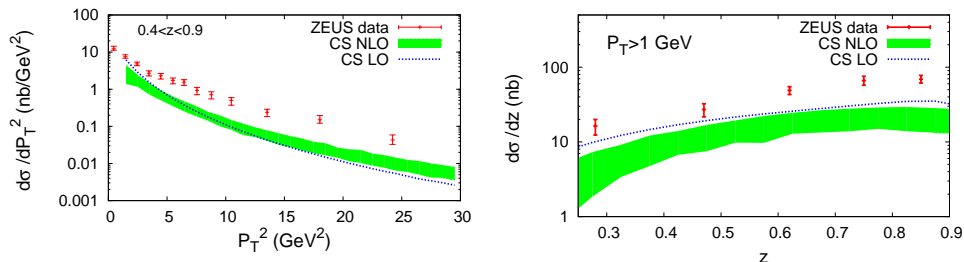 0.4<z<0.9
ZEUS data
CS NLO
CS LO
dσ/dP_T^2 (nb/GeV^2)
100
10
1
0.1
0.01
0.001
0 5 10 15 20 25 30
P_T^2 (GeV^2)
P_T>1 GeV
ZEUS data
CS NLO
CS LO
dσ/dz (nb)
1000
100
10
1
0.3 0.4 0.5 0.6 0.7 0.8 0.9
z